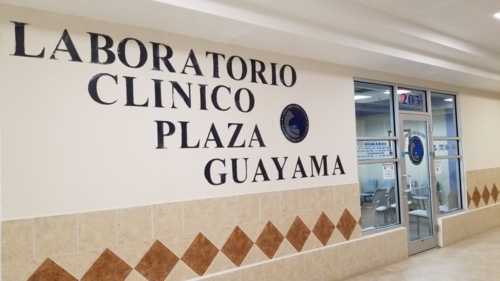 LABORATORIO
CLINICO
PLAZA
GUAYAMA
203
HORARIO